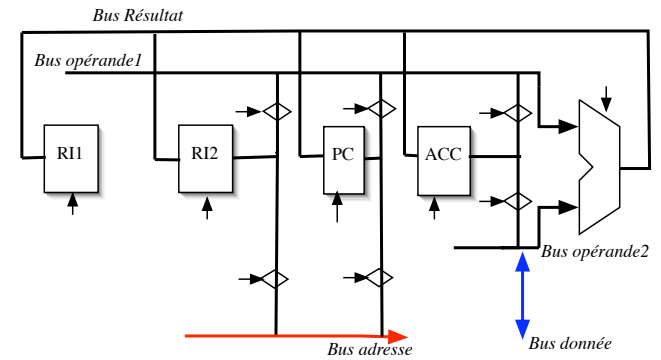 Bus Résultat
Bus opérande1
RI1
RI2
PC
ACC
Bus opérande2
Bus adresse
Bus donnée